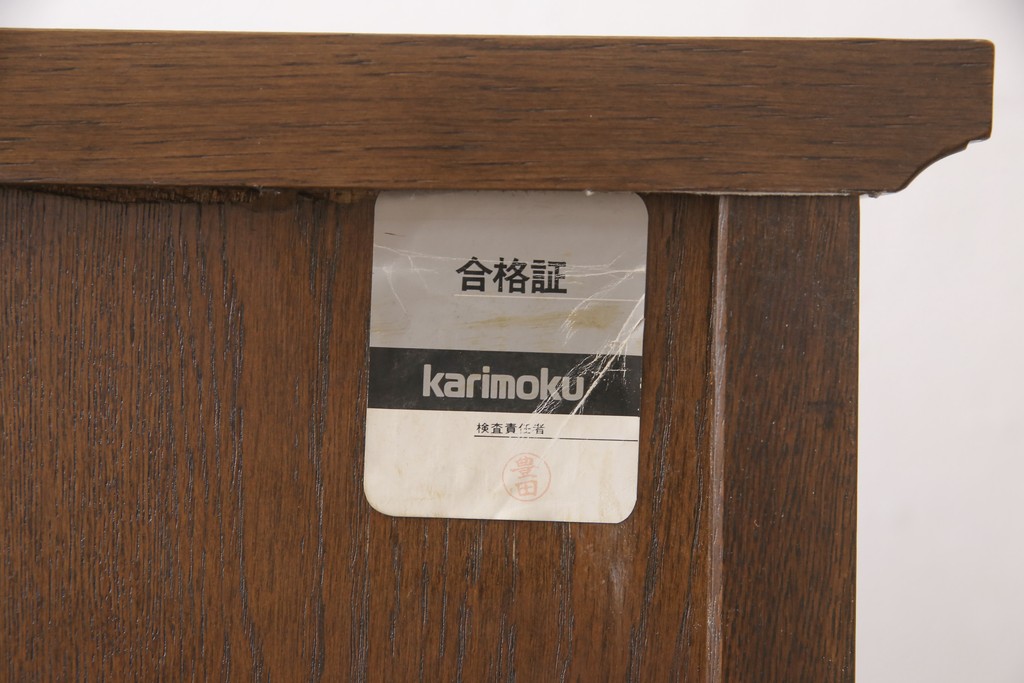 合格証
karimoku
検査責任者
豊田